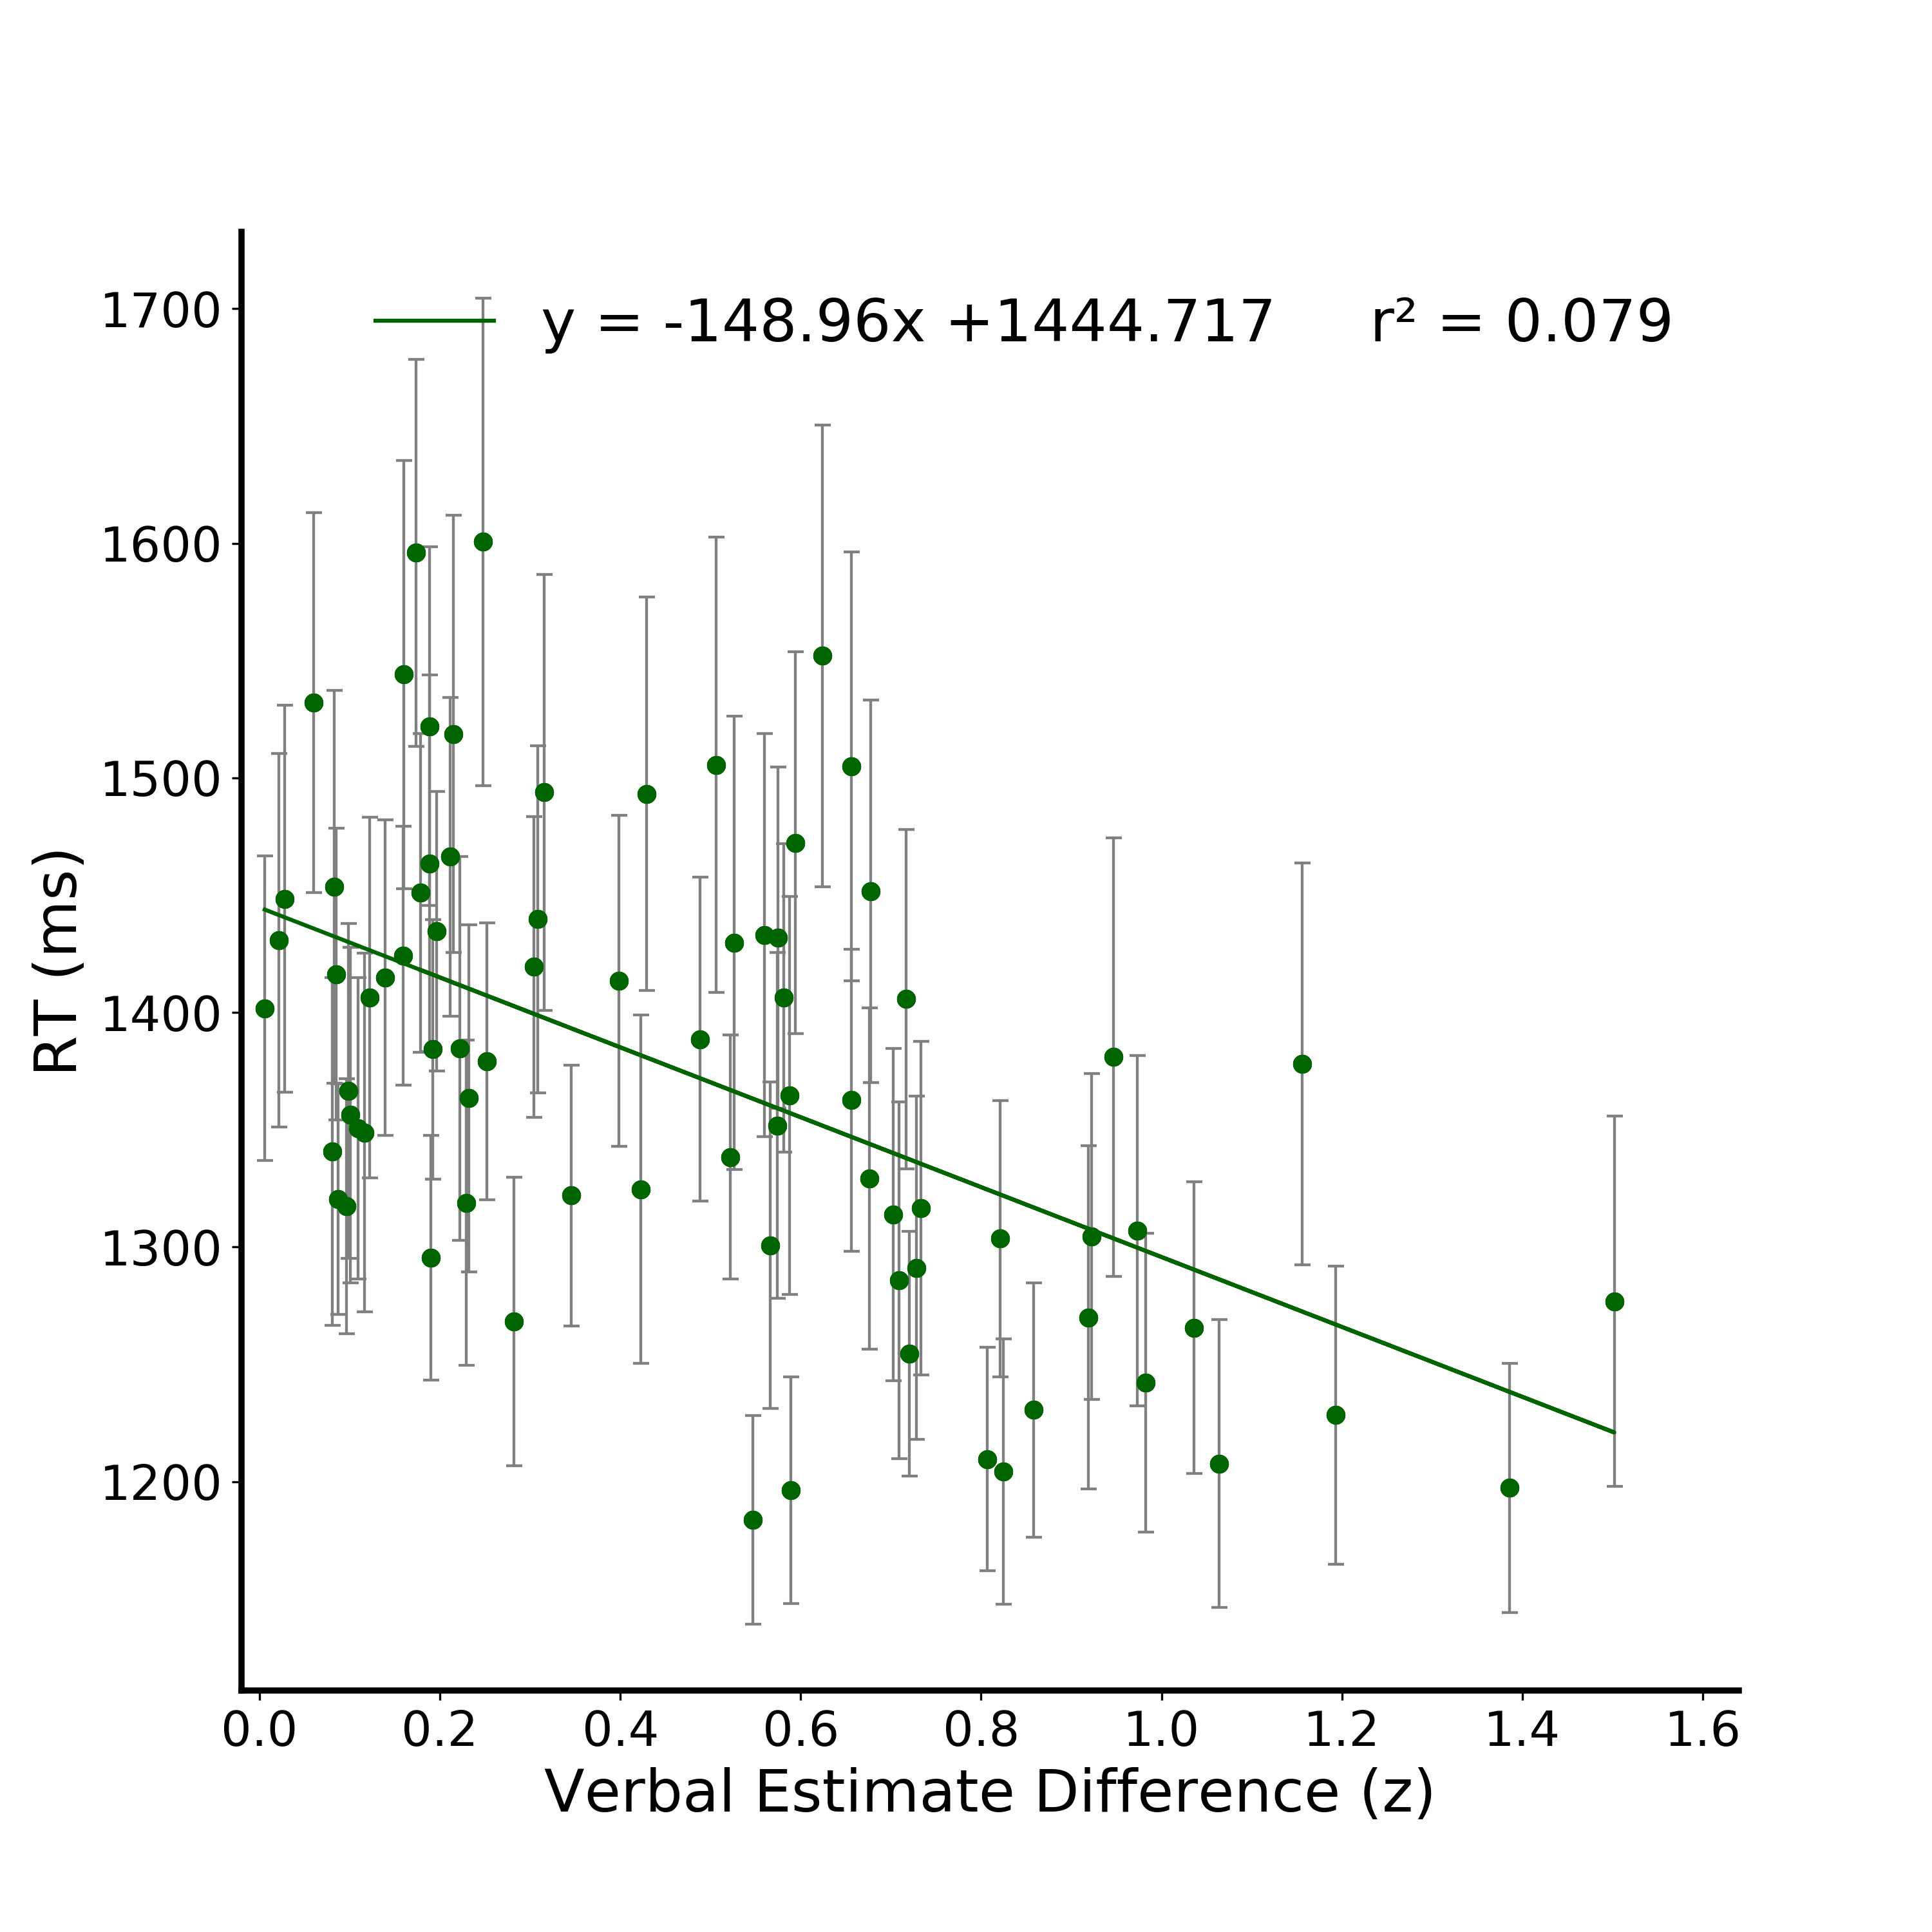 y = -148.96x +1444.717 r² = 0.079
1700
1600
1500
1400
1300
1200
RT (ms)
0.0 0.2 0.4 0.6 0.8 1.0 1.2 1.4 1.6
Verbal Estimate Difference (z)